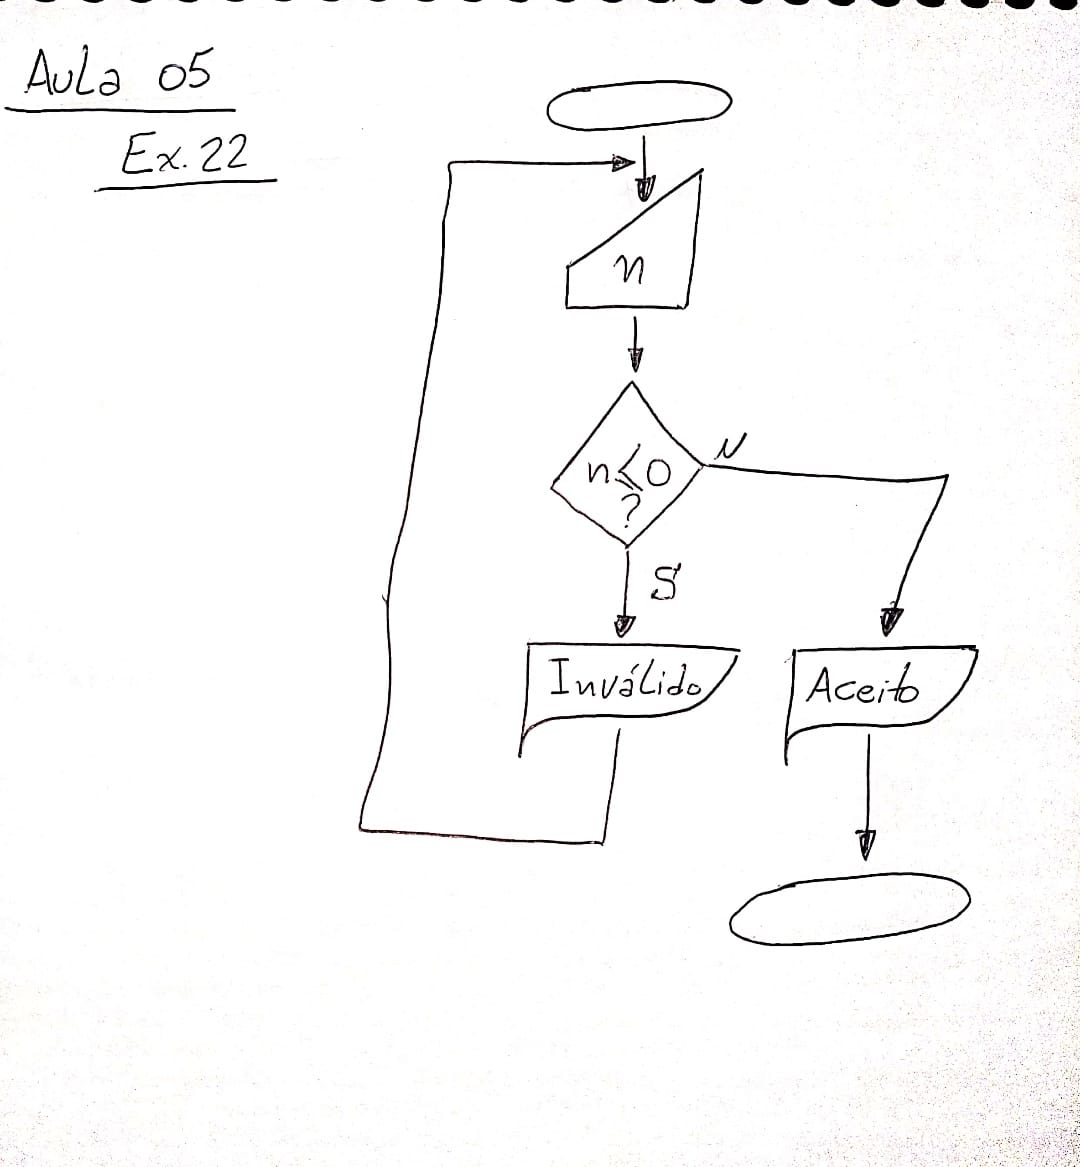 Aula 05
Ex. 22
n
N
n⩽0
?
S
Inválido
Aceito